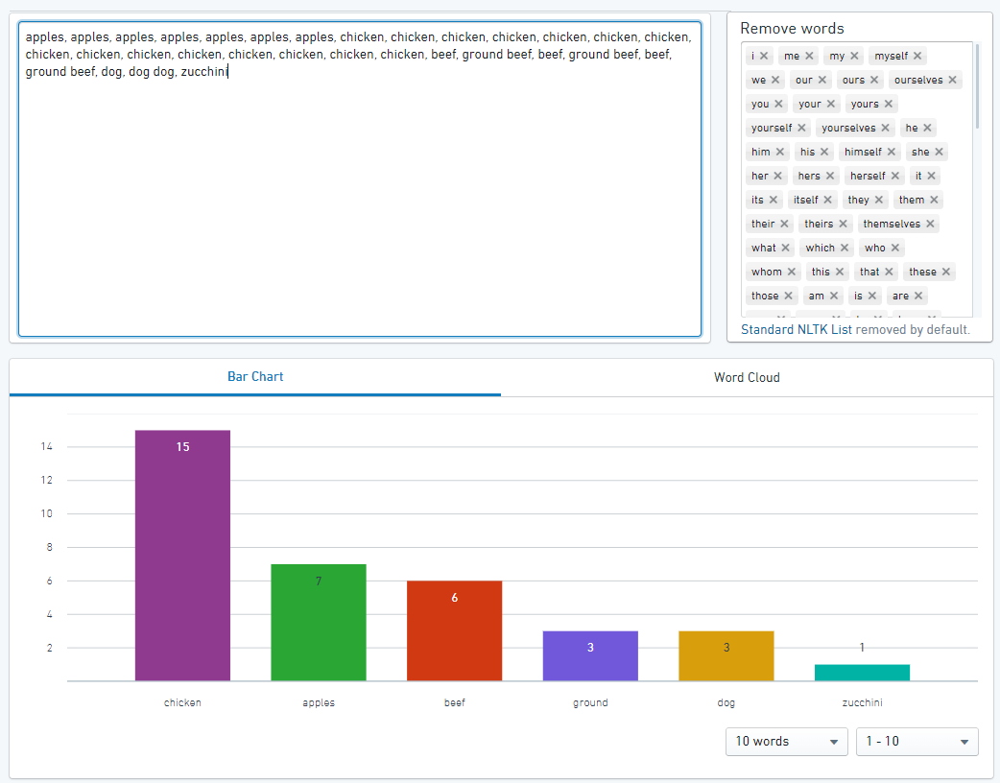 apples, apples, apples, apples, apples, apples, apples, chicken, chicken, chicken, chicken, chicken, chicken, chicken,
chicken, chicken, chicken, chicken, chicken, chicken, chicken, chicken, beef, ground beef, beef, ground beef, beef,
ground beef, dog, dog dog, zucchini
Remove words
i × me × my × myself ×
we × our × ours × ourselves ×
you × your × yours ×
yourself × yourselves × he ×
him × his × himself × she ×
her × hers × herself × it ×
its × itself × they × them ×
their × theirs × themselves ×
what × which × who ×
whom × this × that × these ×
those × am × is × are ×
Standard NLTK List removed by default.
Bar Chart
Word Cloud
14
12
10
8
6
4
2
15
7
6
3
3
1
chicken apples beef ground dog zucchini
10 words
1 - 10